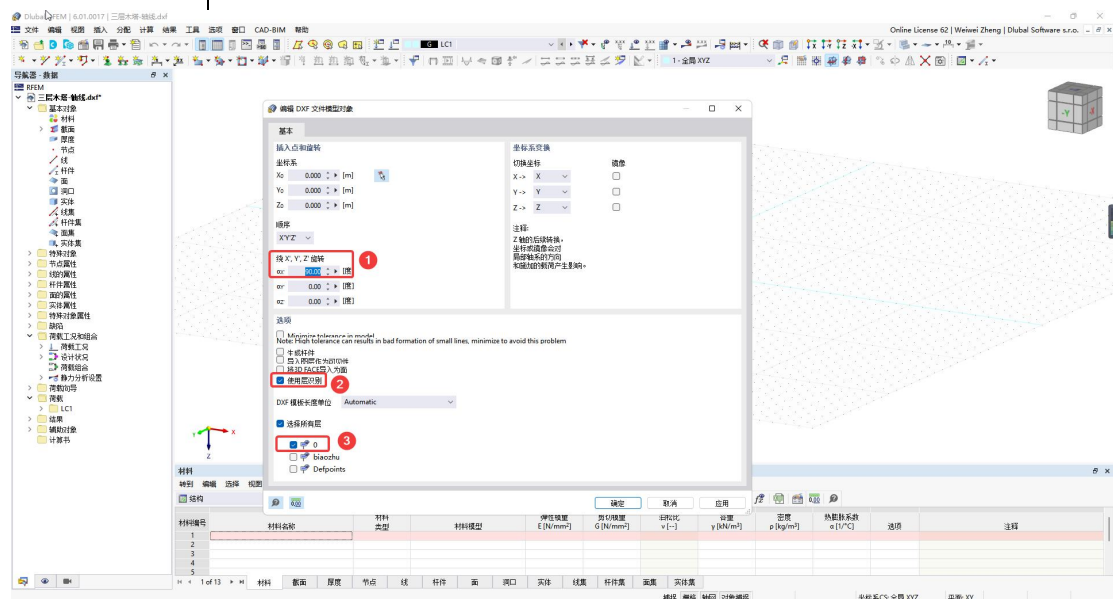 Dlubal RFEM | 6.01.0017 | 三层木塔-轴线.dxf
文件 编辑 视图 插入 分配 计算 结果 工具 选项 窗口 CAD-BIM 帮助
Online License 62 | Weiwei Zheng | Dlubal Software s.r.o.
G LC1
1 - 全局 XYZ
导航器 - 数据
RFEM
三层木塔-轴线.dxf*
基本对象
材料
截面
厚度
节点
线
杆件
面
洞口
实体
线集
杆件集
面集
实体集
特殊对象
节点属性
线的属性
杆件属性
面的属性
实体属性
特殊对象属性
缺陷
荷载工况和组合
荷载工况
设计状况
荷载组合
静力分析设置
荷载向导
荷载
LC1
结果
辅助对象
计算书
编辑 DXF 文件模型对象
基本
插入点和旋转
坐标系
X₀ 0.000 [m]
Y₀ 0.000 [m]
Z₀ 0.000 [m]
顺序
X'Y'Z'
绕 X', Y', Z' 旋转
αx' 90.00 [度]
αy' 0.00 [度]
αz' 0.00 [度]
1
坐标系变换
切换坐标 镜像
X -> X
Y -> Y
Z -> Z
注释:
Z 轴的后续转换,
坐标或镜像会对
局部轴系的方向
和施加的荷载产生影响。
选项
Minimize tolerance in model
Note: High tolerance can results in bad formation of small lines, minimize to avoid this problem
生成杆件
将3D FACE导入为面
使用层识别
2
DXF 模板长度单位 Automatic
选择所有层
0
3
biaozhu
Defpoints
确定 取消 应用
Y X Z
-Y X
材料
转到 编辑 选择 视图
结构
材料编号 材料名称 材料类型 材料模型 弹性模量 E [N/mm²] 剪切模量 G [N/mm²] 泊松比 ν [--] 容重 γ [kN/m³] 密度 ρ [kg/m³] 热膨胀系数 α [1/°C] 选项 注释
1
2
3
4
5
1 of 13 材料 截面 厚度 节点 线 杆件 面 洞口 实体 线集 杆件集 面集 实体集
捕捉 栅格 轴网 对象捕捉 坐标系CS: 全局 XYZ 平面: XY